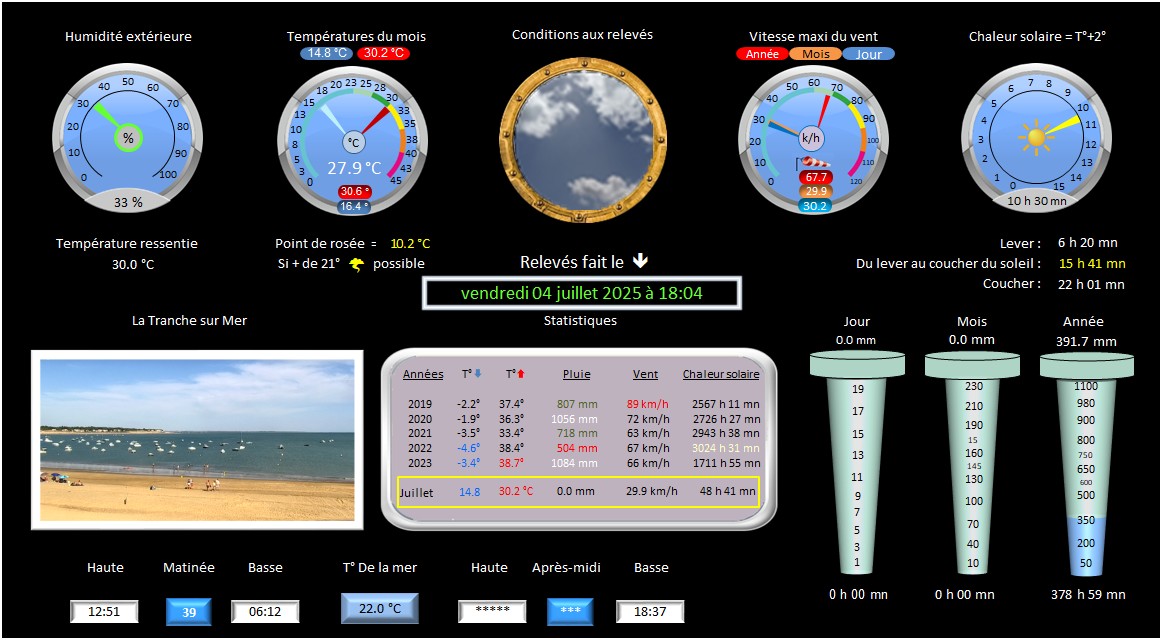 Humidité extérieure
Températures du mois
14.8 °C 30.2 °C
Conditions aux relevés
Vitesse maxi du vent
Année Mois Jour
Chaleur solaire = T°+2°
0 10 20 30 40 50 60 70 80 90 100
%
33 %
0 3 5 8 10 13 15 18 20 23 25 28 30 33 35 38 40 43 45
°C
27.9 °C
30.6 °
16.4 °
0 10 20 30 40 50 60 70 80 90 100 110 120
k/h
67.7
29.9
30.2
0 1 2 3 4 5 6 7 8 9 10 11 12 13 14 15
10 h 30 mn
Température ressentie
30.0 °C
Point de rosée = 10.2 °C
Si + de 21° possible
Relevés fait le
vendredi 04 juillet 2025 à 18:04
Lever : 6 h 20 mn
Du lever au coucher du soleil : 15 h 41 mn
Coucher : 22 h 01 mn
La Tranche sur Mer
Statistiques
Années T° T° Pluie Vent Chaleur solaire
2019 -2.2° 37.4° 807 mm 89 km/h 2567 h 11 mn
2020 -1.9° 36.3° 1056 mm 72 km/h 2726 h 27 mn
2021 -3.5° 33.4° 718 mm 63 km/h 2943 h 38 mn
2022 -4.6° 38.4° 504 mm 67 km/h 3024 h 31 mn
2023 -3.4° 38.7° 1084 mm 66 km/h 1711 h 55 mn
Juillet 14.8 30.2 °C 0.0 mm 29.9 km/h 48 h 41 mn
Jour
0.0 mm
19
17
15
13
11
9
7
5
3
1
0 h 00 mn
Mois
0.0 mm
230
210
190
15
160
145
130
100
70
40
10
0 h 00 mn
Année
391.7 mm
1100
980
900
800
750
650
600
500
350
200
50
378 h 59 mn
Haute Matinée Basse
12:51 39 06:12
T° De la mer
22.0 °C
Haute Après-midi Basse
***** *** 18:37